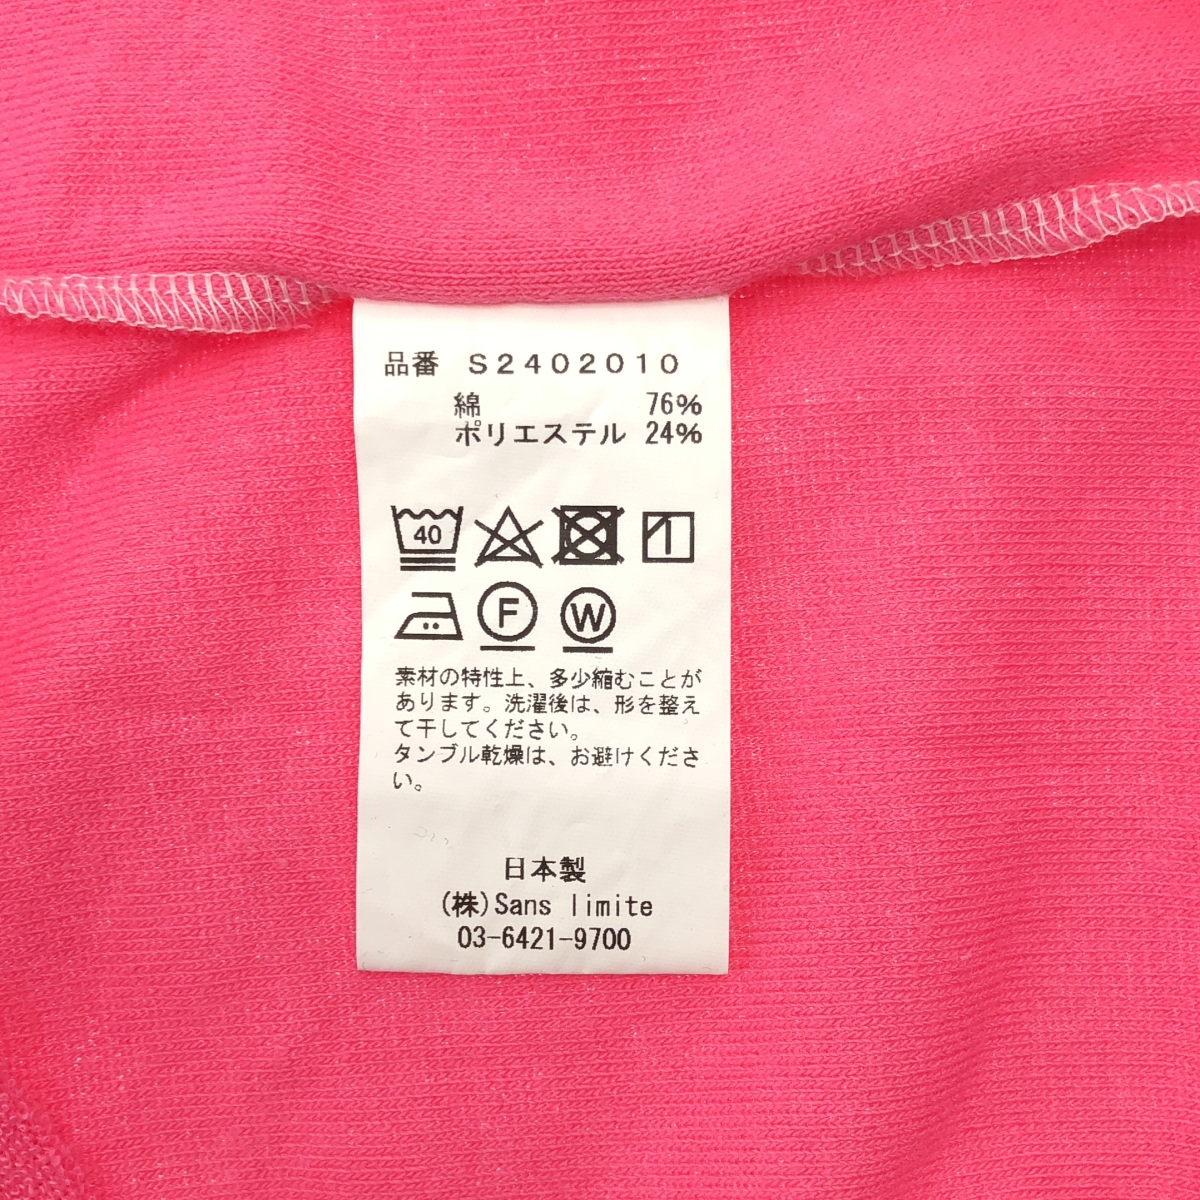 品番 S2402010
綿 76%
ポリエステル 24%
40
F W
素材の特性上、多少縮むことが
あります。洗濯後は、形を整え
て干してください。
タンブル乾燥は、お避けくださ
い。
日本製
(株)Sans limite
03-6421-9700